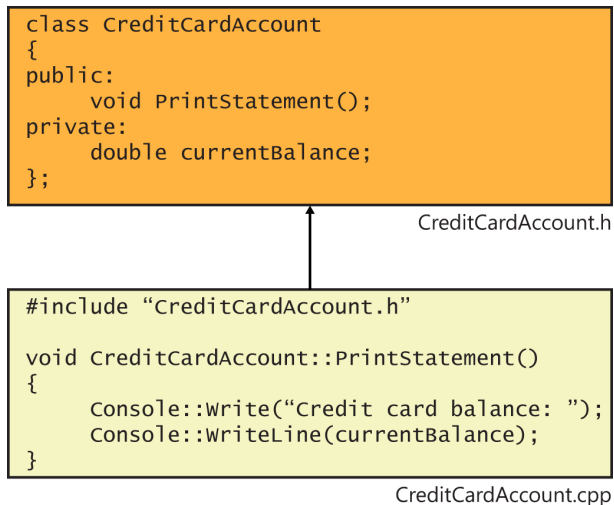 class CreditCardAccount
{
public:
     void PrintStatement();
private:
     double currentBalance;
};
CreditCardAccount.h
#include “CreditCardAccount.h”

void CreditCardAccount::PrintStatement()
{
     Console::Write(“Credit card balance: ”);
     Console::WriteLine(currentBalance);
}
CreditCardAccount.cpp